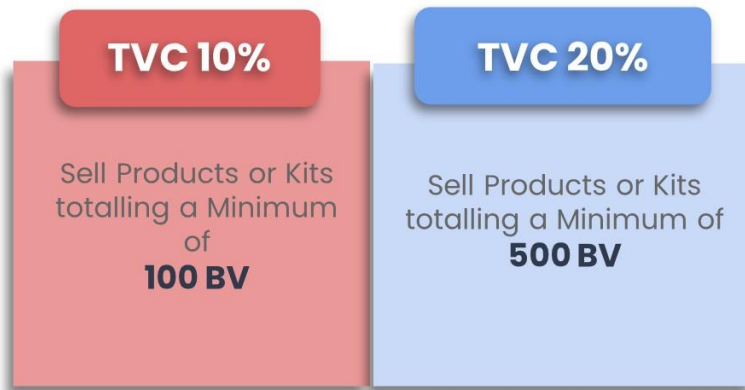 TVC 10%
Sell Products or Kits
totalling a Minimum
of
100 BV
TVC 20%
Sell Products or Kits
totalling a Minimum of
500 BV